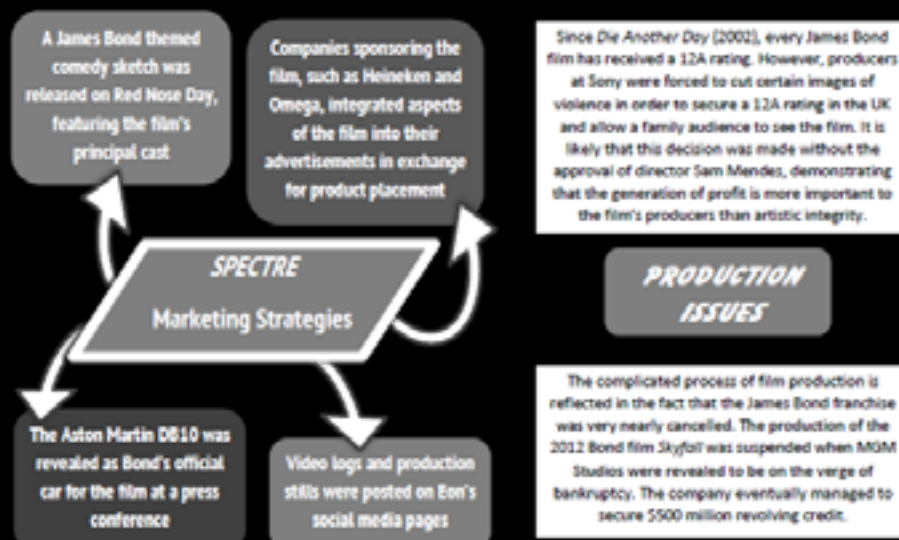 A James Bond themed
comedy sketch was
released on Red Nose Day,
featuring the film's
principal cast
Companies sponsoring the
film, such as Heineken and
Omega, integrated aspects
of the film into their
advertisements in exchange
for product placement
SPECTRE
Marketing Strategies
The Aston Martin DB10 was
revealed as Bond's official
car for the film at a press
conference
Video logs and production
stills were posted on Eon's
social media pages
Since Die Another Day (2002), every James Bond
film has received a 12A rating. However, producers
at Sony were forced to cut certain images of
violence in order to secure a 12A rating in the UK
and allow a family audience to see the film. It is
likely that this decision was made without the
approval of director Sam Mendes, demonstrating
that the generation of profit is more important to
the film's producers than artistic integrity.
PRODUCTION
ISSUES
The complicated process of film production is
reflected in the fact that the James Bond franchise
was very nearly cancelled. The production of the
2012 Bond film Skyfall was suspended when MGM
Studios were revealed to be on the verge of
bankruptcy. The company eventually managed to
secure $500 million revolving credit.